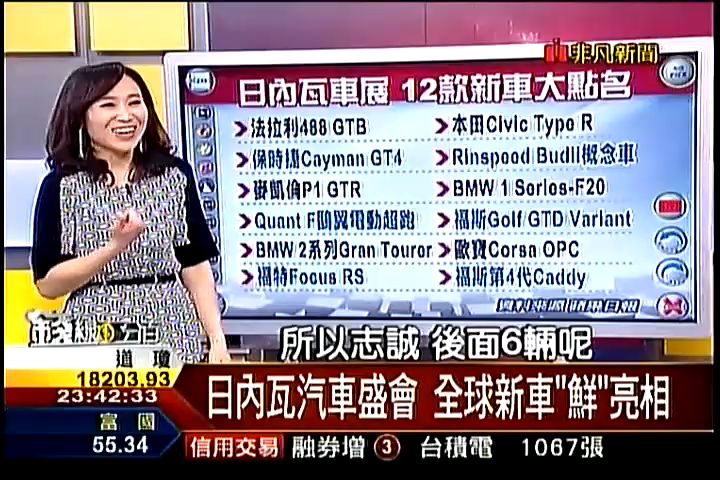 非凡新聞
日內瓦車展 12款新車大點名
法拉利488 GTB
本田Civic Type R
保時捷Cayman GT4
Rinspeed Budii概念車
麥凱倫P1 GTR
BMW 1 Series-F20
Quant F鷗翼電動超跑
福斯Golf GTD Variant
BMW 2系列Gran Tourer
歐寶Corsa OPC
福特Focus RS
福斯第4代Caddy
資料來源
所以志誠 後面6輛呢
道瓊
18203.93
23:42:33
日內瓦汽車盛會 全球新車"鮮"亮相
富國
55.34
信用交易 融券增 3 台積電 1067張